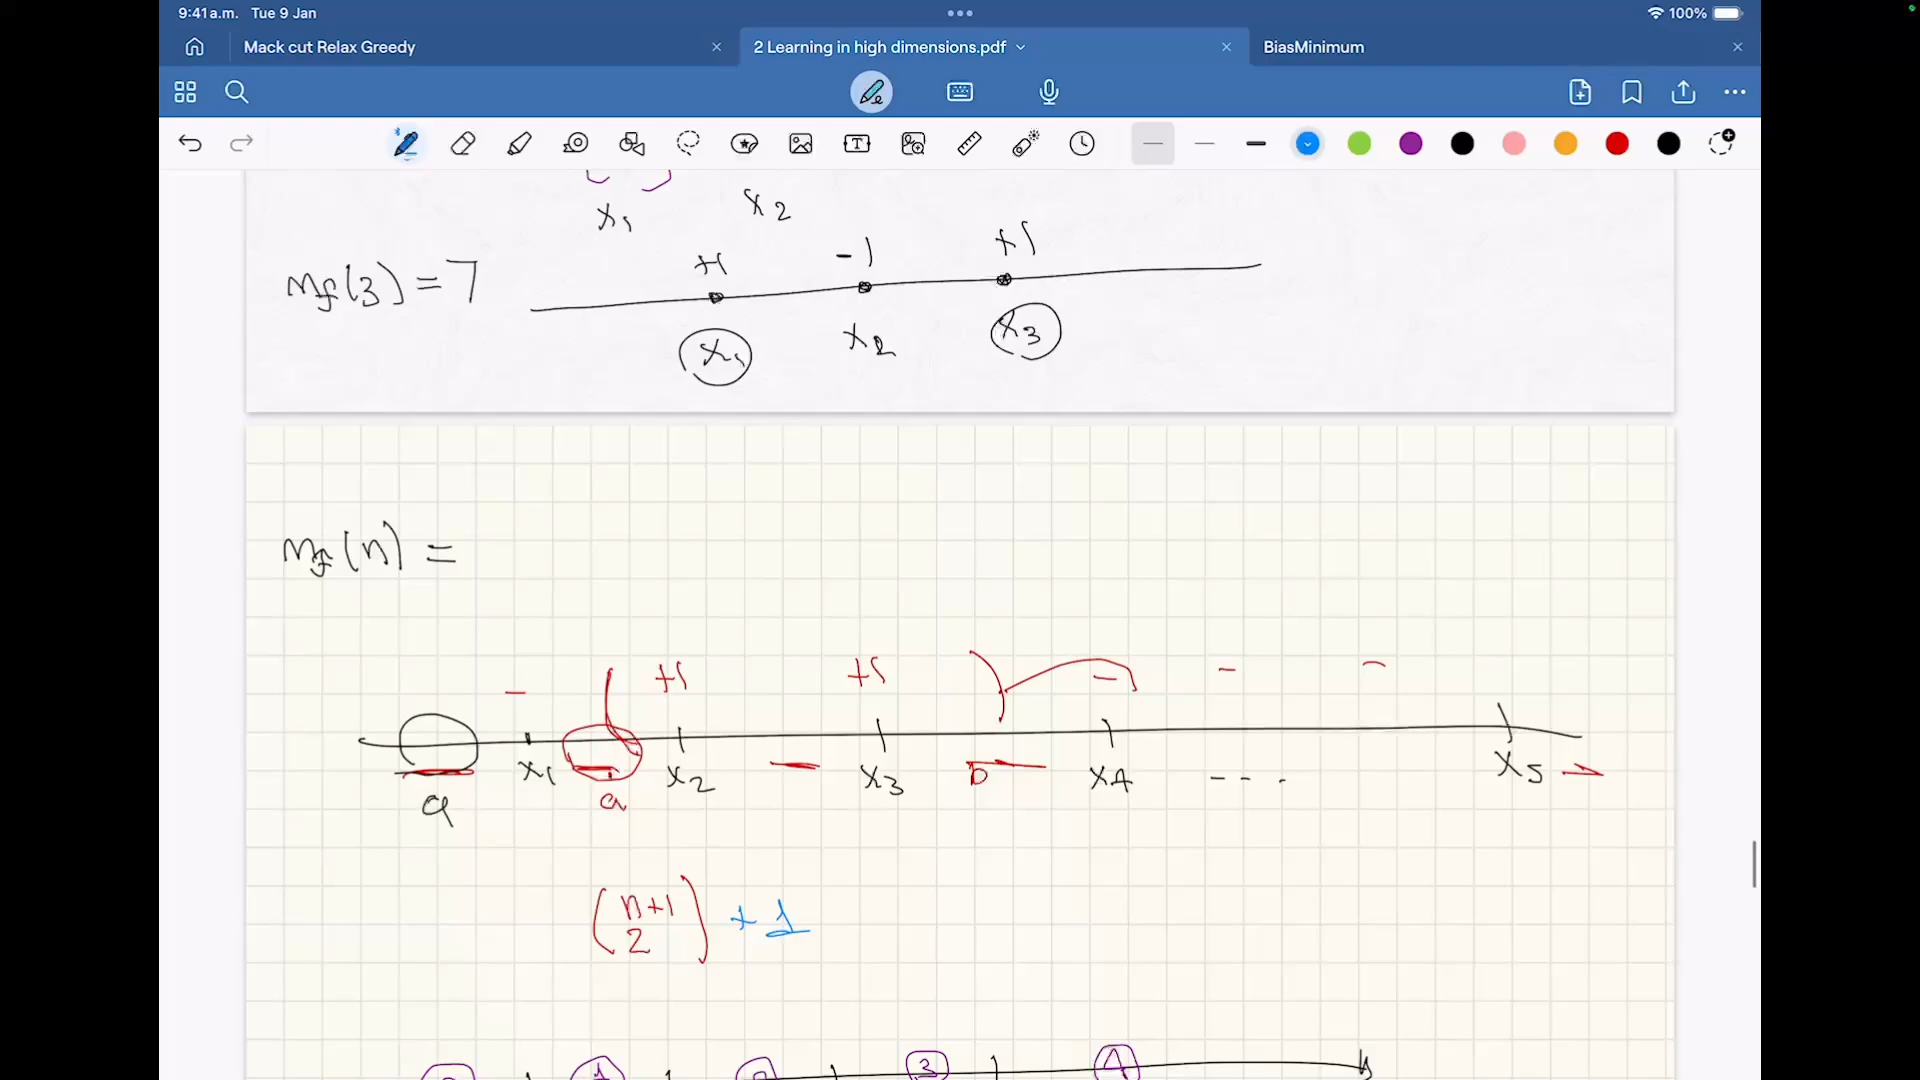 9:41 a.m. Tue 9 Jan
100%
Mack cut Relax Greedy
2 Learning in high dimensions.pdf
BiasMinimum
x1 x2
mf(3) = 7
+1 -1 +1
x1 x2 x3
mf(n) =
- +1 +1 - - -
x1 x2 x3 b x4 - - - x5
a a
(n+1 2) + 1
3 4